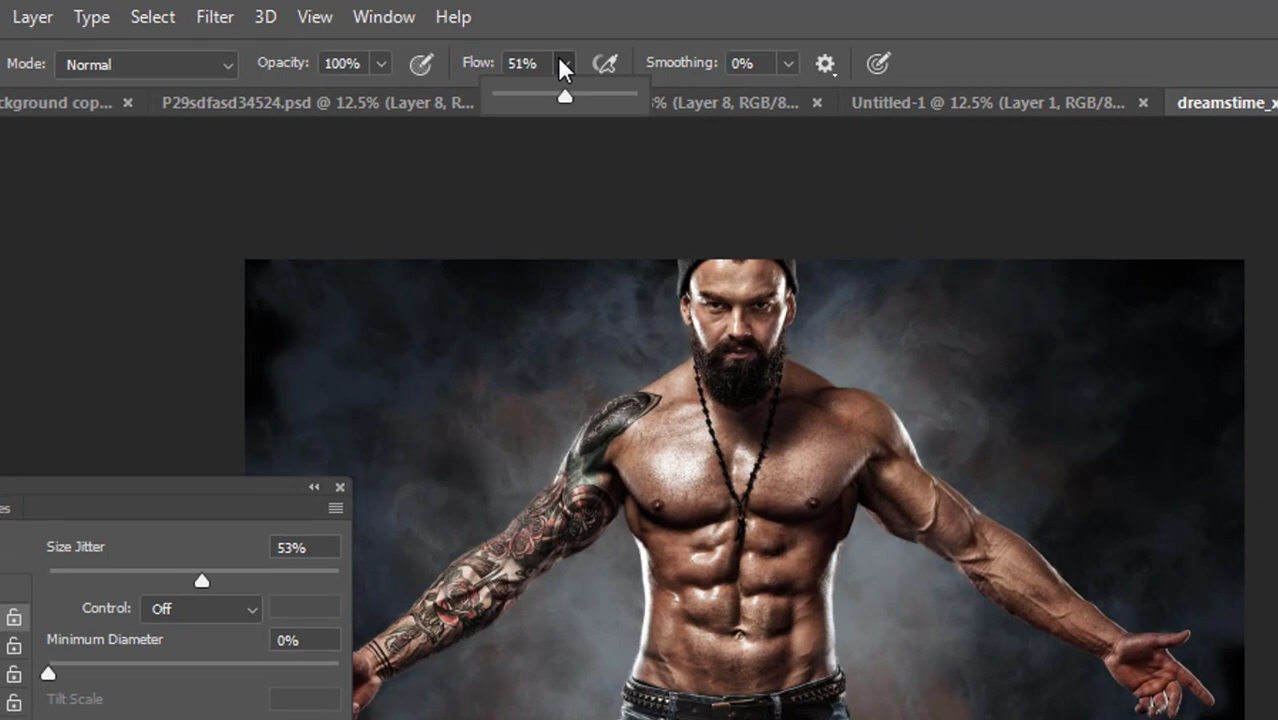 Layer Type Select Filter 3D View Window Help
Mode: Normal Opacity: 100% Flow: 51% Smoothing: 0%
ckground cop... × P29sdfasd34524.psd @ 12.5% (Layer 8, R... % (Layer 8, RGB/8... × Untitled-1 @ 12.5% (Layer 1, RGB/8... × dreamstime_x
es
Size Jitter 53%
Control: Off
Minimum Diameter 0%
Tilt Scale